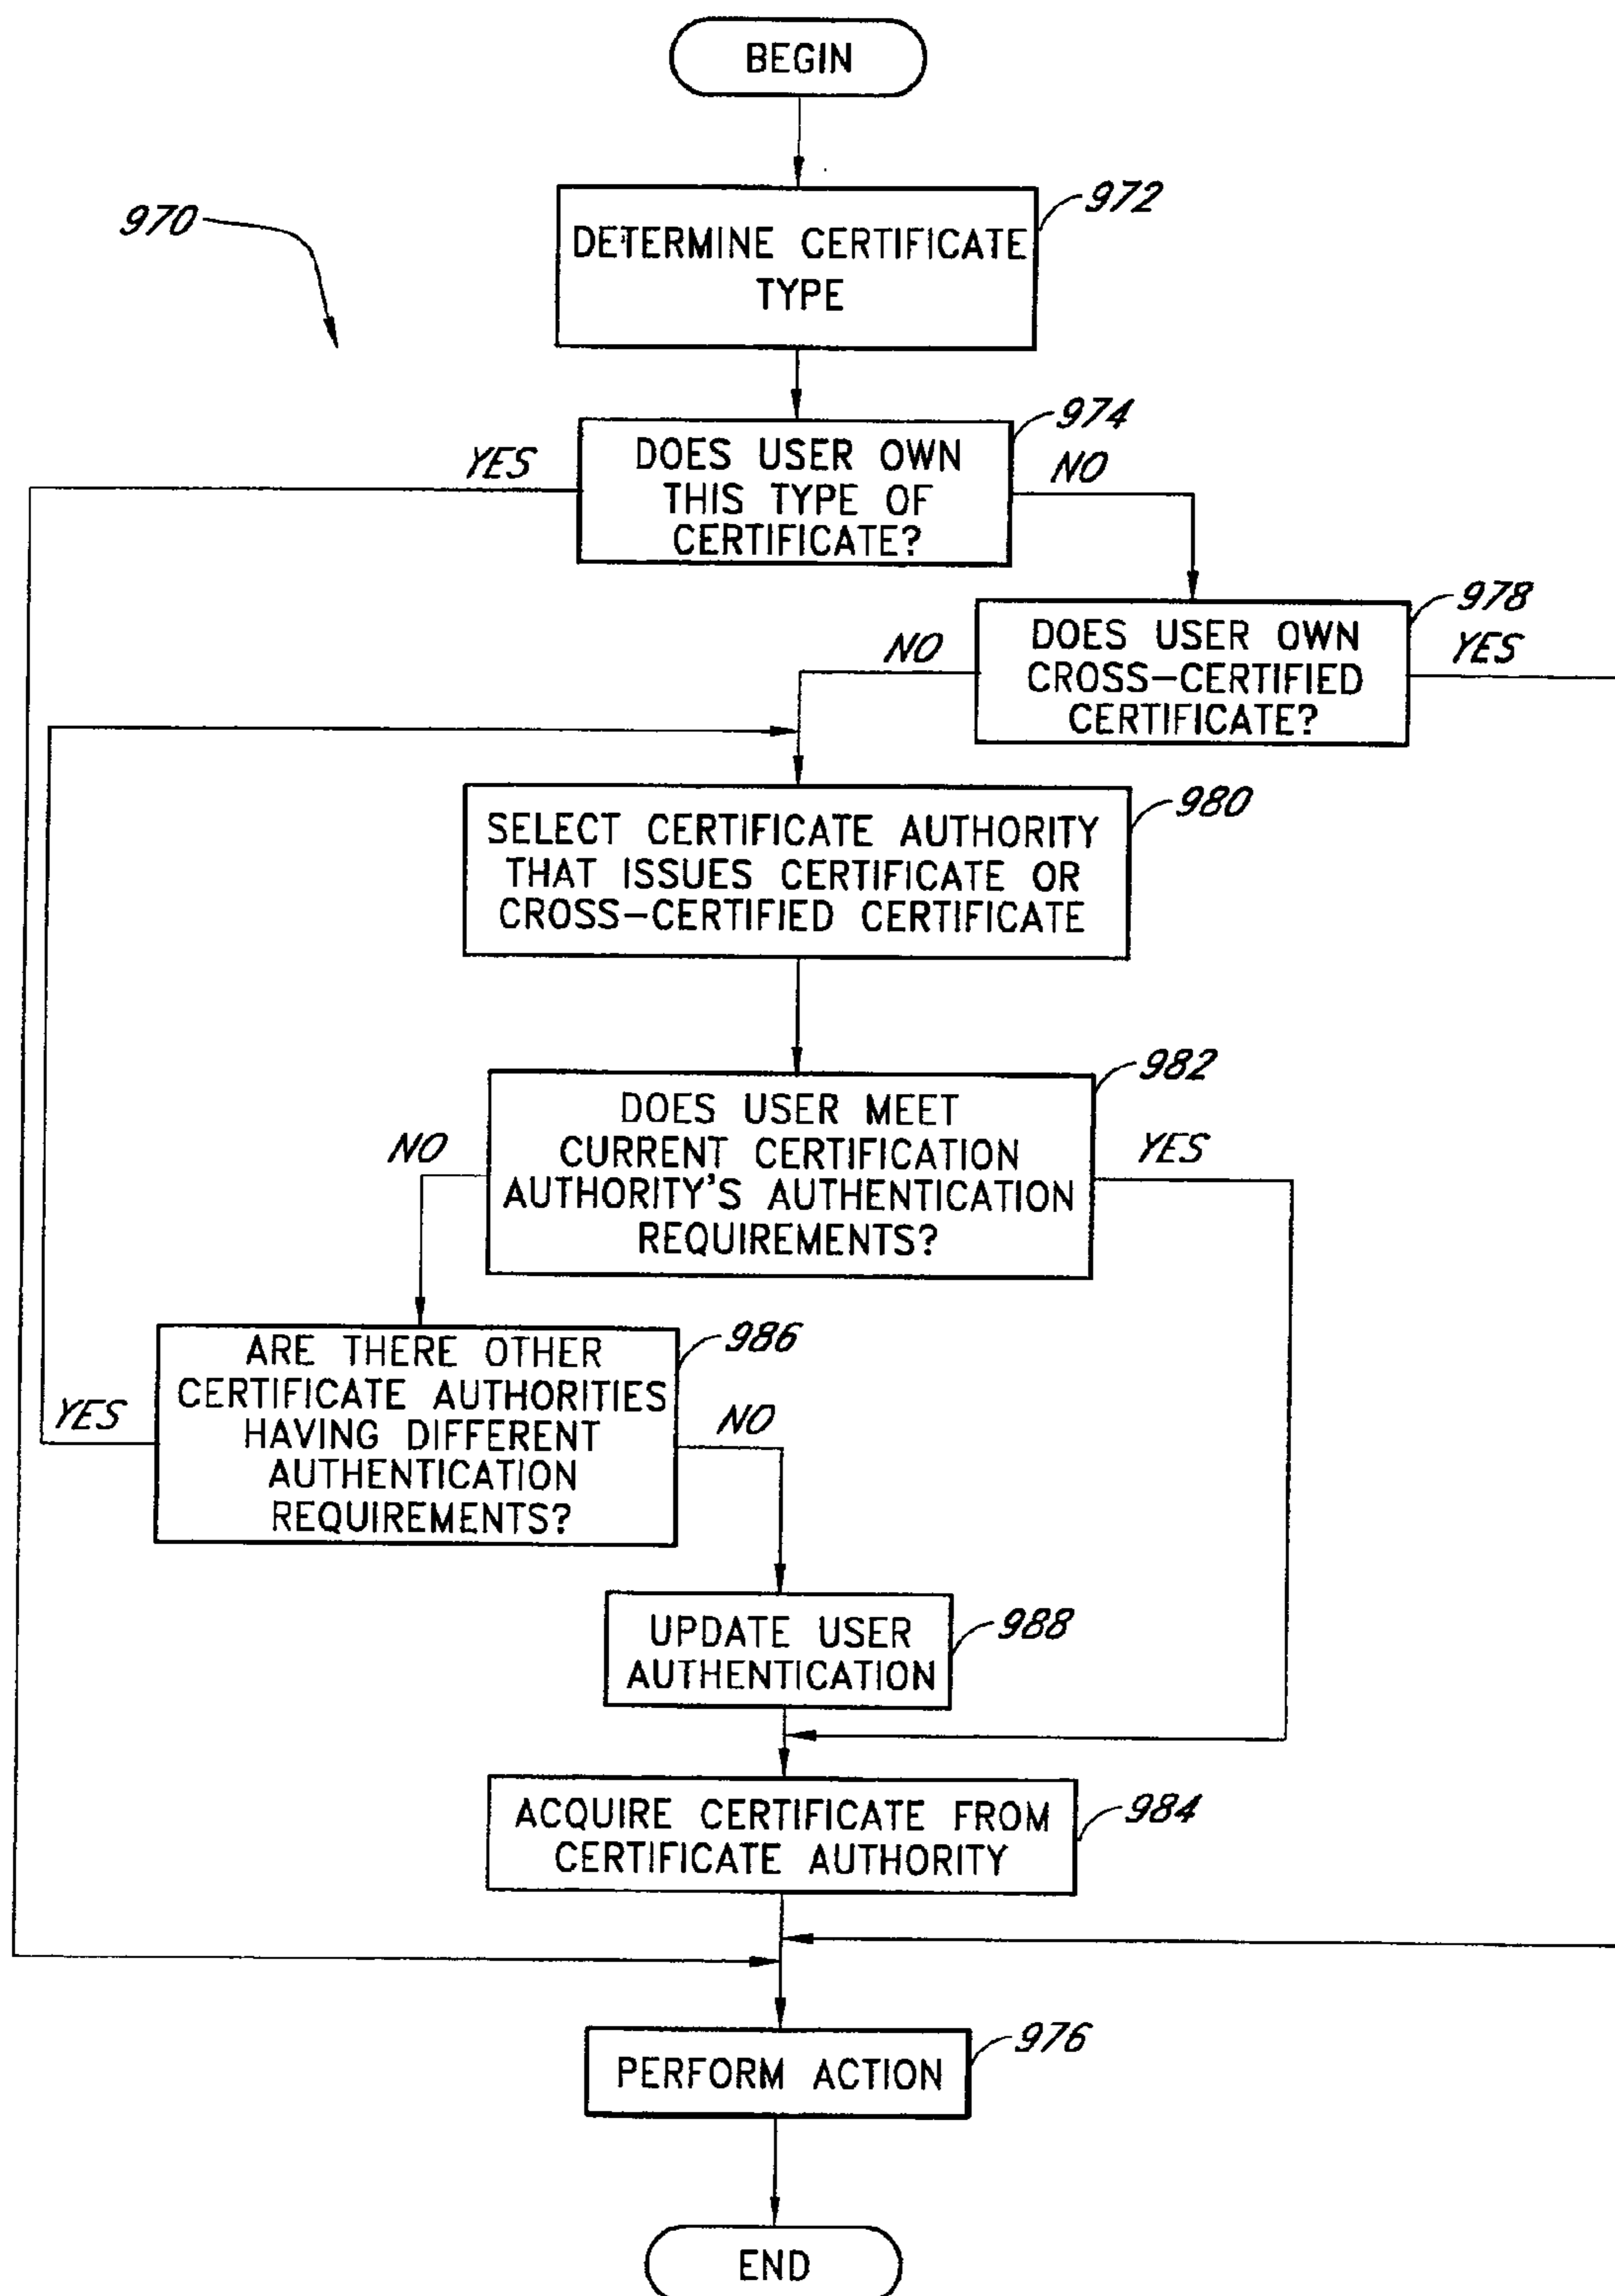 BEGIN
972
970
DETERMINE CERTIFICATE
TYPE
974
YES
DOES USER OWN
THIS TYPE OF
CERTIFICATE?
NO
978
NO
DOES USER OWN
CROSS-CERTIFIED
CERTIFICATE?
YES
980
SELECT CERTIFICATE AUTHORITY
THAT ISSUES CERTIFICATE OR
CROSS-CERTIFIED CERTIFICATE
982
NO
DOES USER MEET
CURRENT CERTIFICATION
AUTHORITY'S AUTHENTICATION
REQUIREMENTS?
YES
986
YES
ARE THERE OTHER
CERTIFICATE AUTHORITIES
HAVING DIFFERENT
AUTHENTICATION
REQUIREMENTS?
NO
988
UPDATE USER
AUTHENTICATION
984
ACQUIRE CERTIFICATE FROM
CERTIFICATE AUTHORITY
976
PERFORM ACTION
END